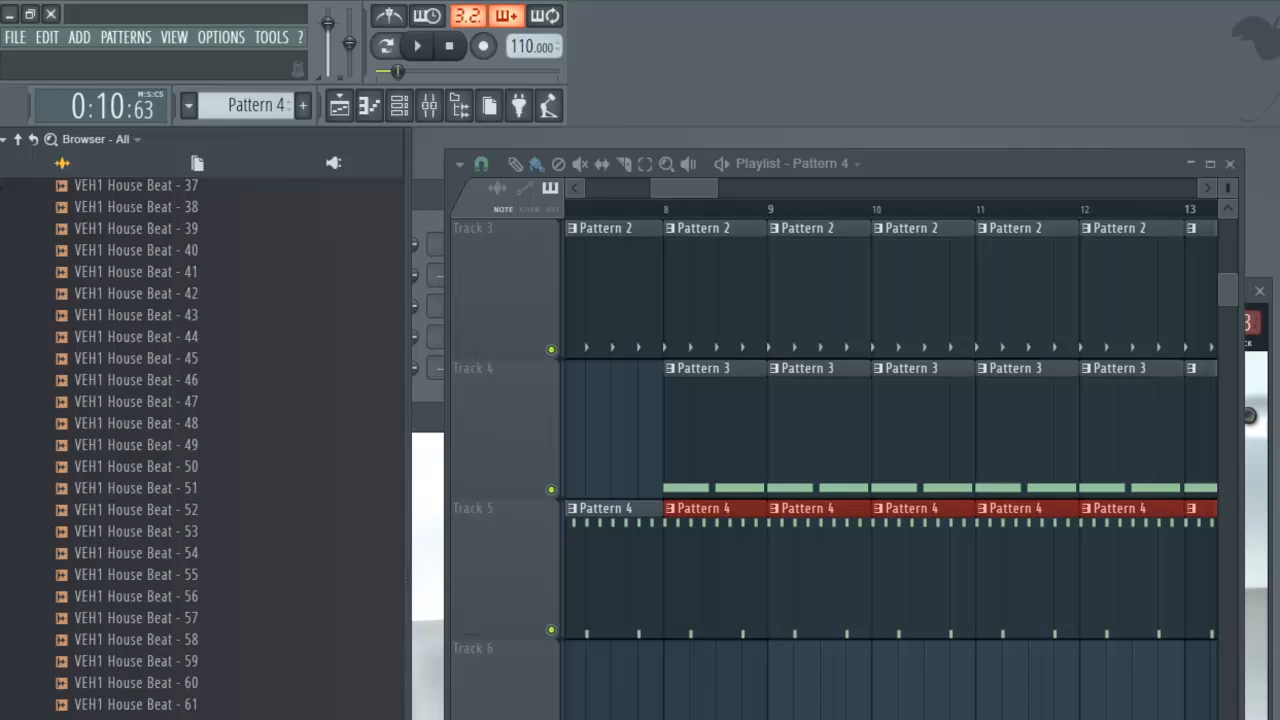 3.2.
FILE EDIT ADD PATTERNS VIEW OPTIONS TOOLS ?
110.000
M:S:CS
0:10:63
Pattern 4
Browser - All
Playlist - Pattern 4
NOTE
8 9 10 11 12 13
VEH1 House Beat - 37
VEH1 House Beat - 38
VEH1 House Beat - 39
VEH1 House Beat - 40
VEH1 House Beat - 41
VEH1 House Beat - 42
VEH1 House Beat - 43
VEH1 House Beat - 44
VEH1 House Beat - 45
VEH1 House Beat - 46
VEH1 House Beat - 47
VEH1 House Beat - 48
VEH1 House Beat - 49
VEH1 House Beat - 50
VEH1 House Beat - 51
VEH1 House Beat - 52
VEH1 House Beat - 53
VEH1 House Beat - 54
VEH1 House Beat - 55
VEH1 House Beat - 56
VEH1 House Beat - 57
VEH1 House Beat - 58
VEH1 House Beat - 59
VEH1 House Beat - 60
VEH1 House Beat - 61
Track 3
Pattern 2 Pattern 2 Pattern 2 Pattern 2 Pattern 2 Pattern 2
Track 4
Pattern 3 Pattern 3 Pattern 3 Pattern 3 Pattern 3
Track 5
Pattern 4 Pattern 4 Pattern 4 Pattern 4 Pattern 4 Pattern 4
Track 6